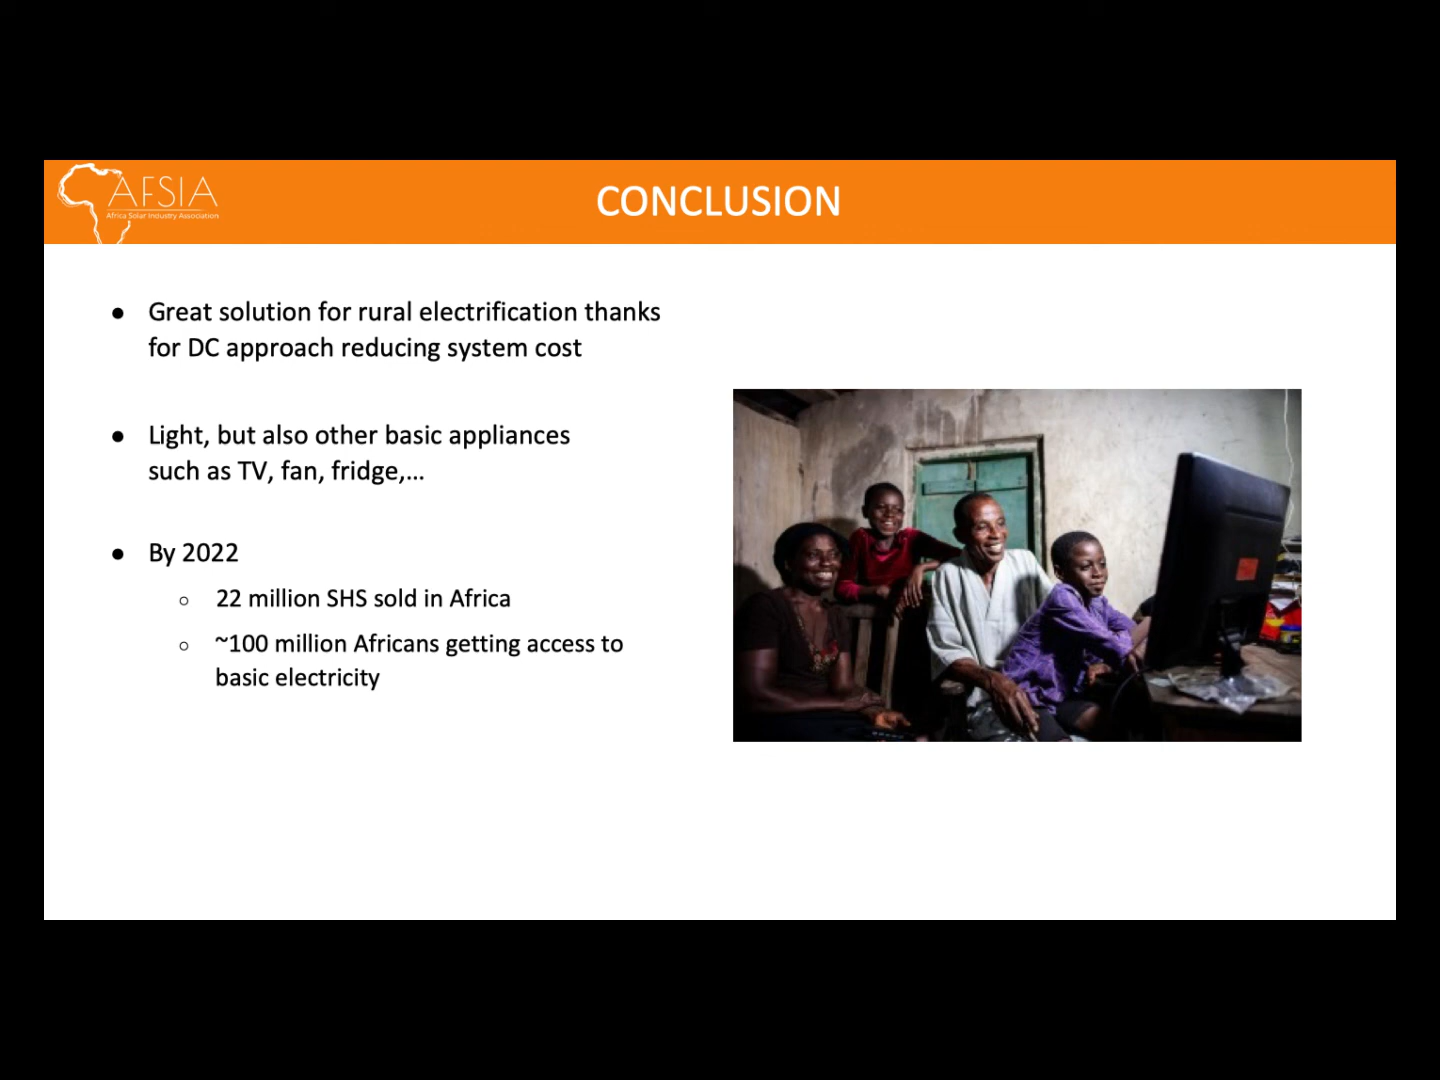 AFSIA
Africa Solar Industry Association
CONCLUSION
● Great solution for rural electrification thanks
for DC approach reducing system cost
● Light, but also other basic appliances
such as TV, fan, fridge,...
● By 2022
○ 22 million SHS sold in Africa
○ ~100 million Africans getting access to
basic electricity